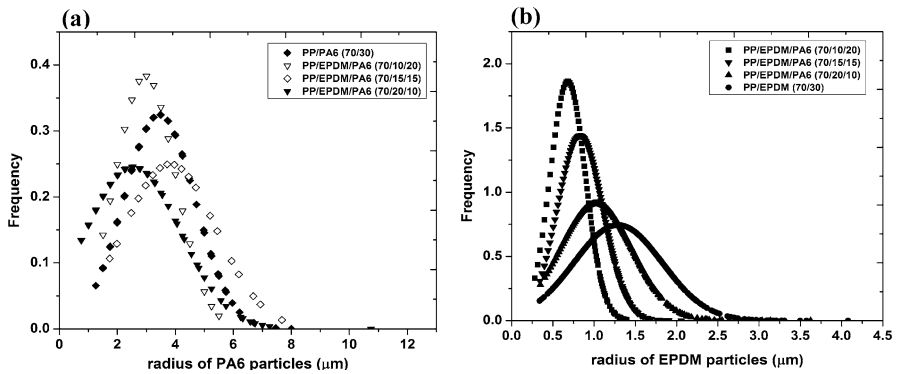 (a)
PP/PA6 (70/30)
PP/EPDM/PA6 (70/10/20)
PP/EPDM/PA6 (70/15/15)
PP/EPDM/PA6 (70/20/10)
Frequency
0.4
0.3
0.2
0.1
0.0
0 2 4 6 8 10 12
radius of PA6 particles (μm)
(b)
PP/EPDM/PA6 (70/10/20)
PP/EPDM/PA6 (70/15/15)
PP/EPDM/PA6 (70/20/10)
PP/EPDM (70/30)
Frequency
2.0
1.5
1.0
0.5
0.0
0.0 0.5 1.0 1.5 2.0 2.5 3.0 3.5 4.0 4.5
radius of EPDM particles (μm)